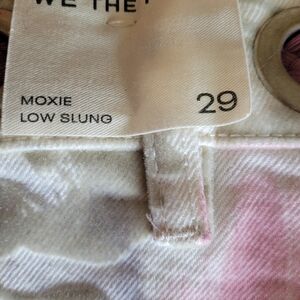 WE THE
MOXIE
LOW SLUNG
29